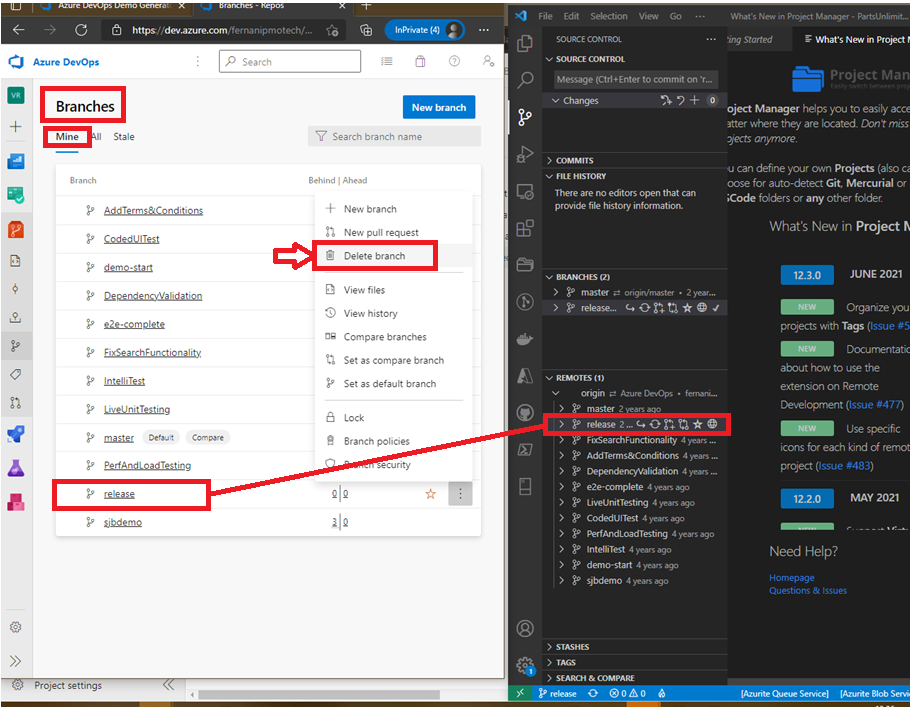 Azure DevOps Demo Generat
Branches - Repos
https://dev.azure.com/fernanipmotech/...
InPrivate (4)
Azure DevOps
Search
VR
Branches
New branch
Mine
All
Stale
Search branch name
Branch
Behind | Ahead
AddTerms&Conditions
CodedUITest
demo-start
DependencyValidation
e2e-complete
FixSearchFunctionality
IntelliTest
LiveUnitTesting
master Default Compare
PerfAndLoadTesting
release
0 | 0
sjbdemo
3 | 0
New branch
New pull request
Delete branch
View files
View history
Compare branches
Set as compare branch
Set as default branch
Lock
Branch policies
Branch security
Project settings
File Edit Selection View Go ··· What's New in Project Manager - PartsUnlimit...
SOURCE CONTROL
SOURCE CONTROL
Message (Ctrl+Enter to commit on 'r...
Changes
0
COMMITS
FILE HISTORY
There are no editors open that can
provide file history information.
BRANCHES (2)
master ⇄ origin/master • 2 year...
release...
REMOTES (1)
origin ⇄ Azure DevOps • fernani...
master 2 years ago
release 2 ...
FixSearchFunctionality 4 years ...
AddTerms&Conditions 4 years ...
DependencyValidation 4 years ...
e2e-complete 4 years ago
LiveUnitTesting 4 years ago
CodedUITest 4 years ago
PerfAndLoadTesting 4 years ago
IntelliTest 4 years ago
demo-start 4 years ago
sjbdemo 4 years ago
STASHES
TAGS
SEARCH & COMPARE
1
ing Started
What's New in Project M
Project Man
Easily switch between proje
oject Manager helps you to easily acce
atter where they are located. Don't miss
ojects anymore.
u can define your own Projects (also ca
oose for auto-detect Git, Mercurial or
SCode folders or any other folder.
What's New in Project M
12.3.0 JUNE 2021
NEW Organize you
projects with Tags (Issue #5
NEW Documentatio
about how to use the
extension on Remote
Development (Issue #477)
NEW Use specific
icons for each kind of remote
project (Issue #483)
12.2.0 MAY 2021
Support Virtu
Need Help?
Homepage
Questions & Issues
release
0 0
[Azurite Queue Service]
[Azurite Blob Servi